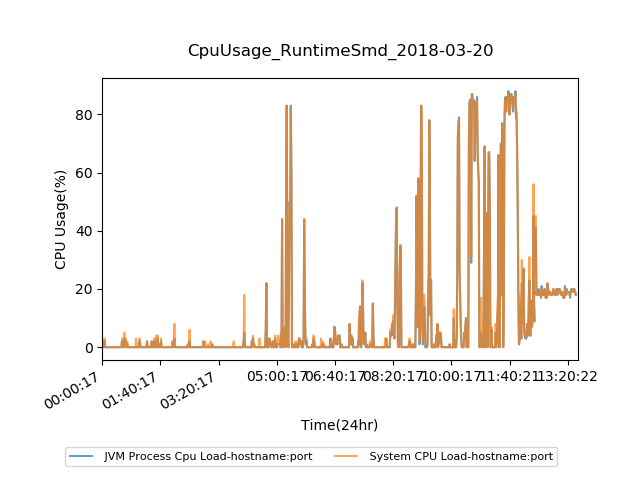 CpuUsage_RuntimeSmd_2018-03-20
CPU Usage(%)
80
60
40
20
0
00:00:17
01:40:17
03:20:17
05:00:17
06:40:17
08:20:17
10:00:17
11:40:21
13:20:22
Time(24hr)
JVM Process Cpu Load-hostname:port
System CPU Load-hostname:port